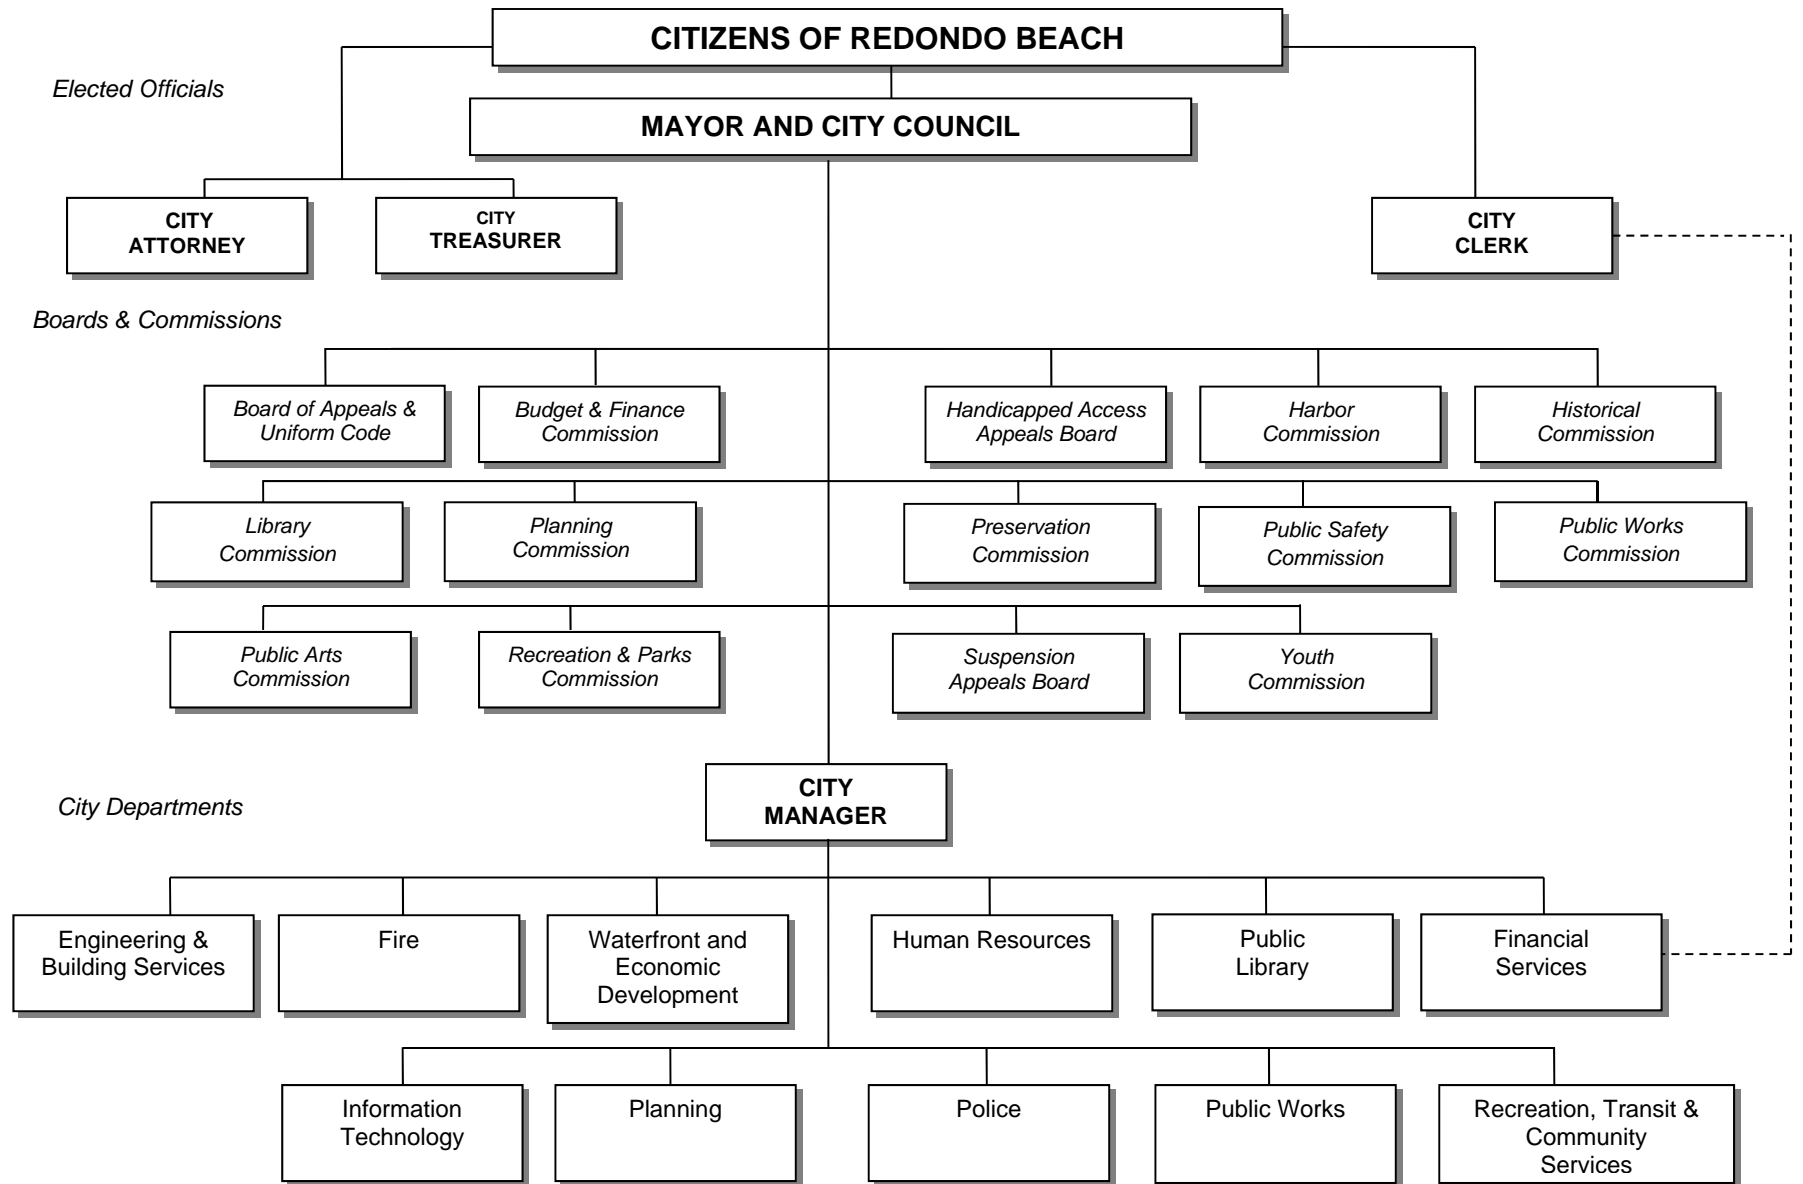 CITIZENS OF REDONDO BEACH
Elected Officials
MAYOR AND CITY COUNCIL
CITY
ATTORNEY
CITY
TREASURER
CITY
CLERK
Boards & Commissions
Board of Appeals &
Uniform Code
Budget & Finance
Commission
Handicapped Access
Appeals Board
Harbor
Commission
Historical
Commission
Library
Commission
Planning
Commission
Preservation
Commission
Public Safety
Commission
Public Works
Commission
Public Arts
Commission
Recreation & Parks
Commission
Suspension
Appeals Board
Youth
Commission
CITY
MANAGER
City Departments
Engineering &
Building Services
Fire
Waterfront and
Economic
Development
Human Resources
Public
Library
Financial
Services
Information
Technology
Planning
Police
Public Works
Recreation, Transit &
Community
Services